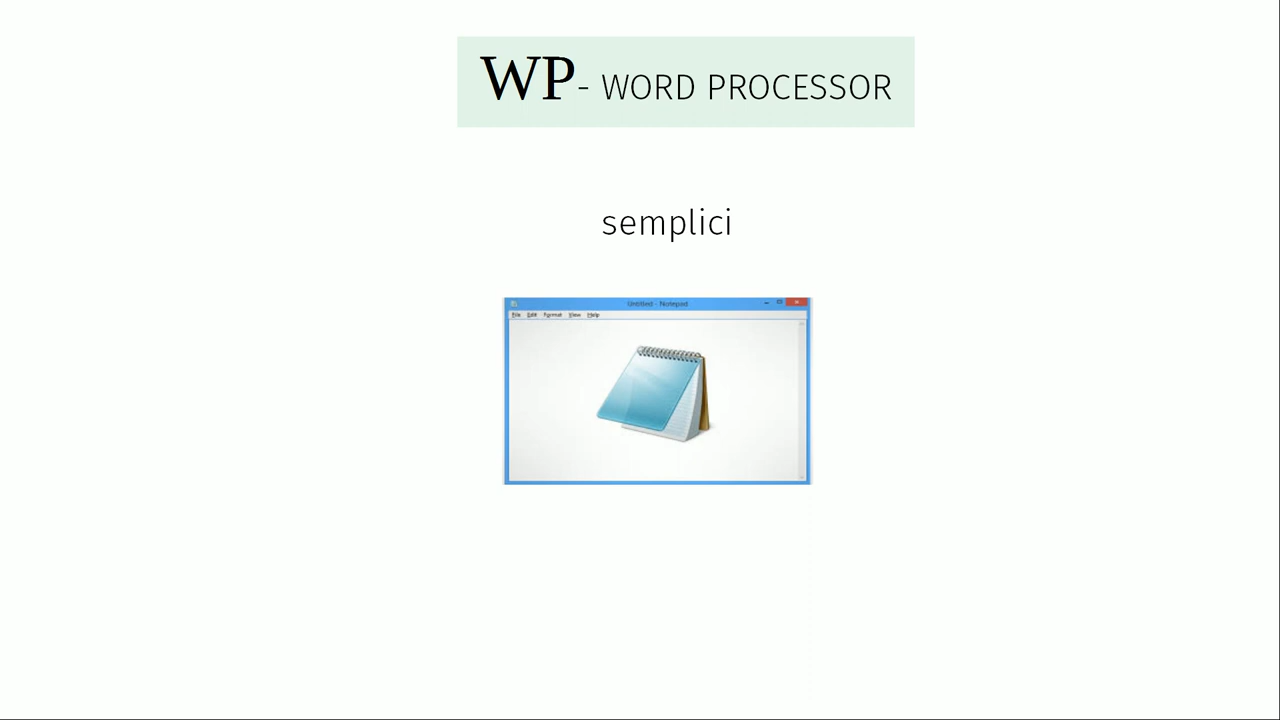 WP- WORD PROCESSOR
semplici
Untitled - Notepad
File Edit Format View Help